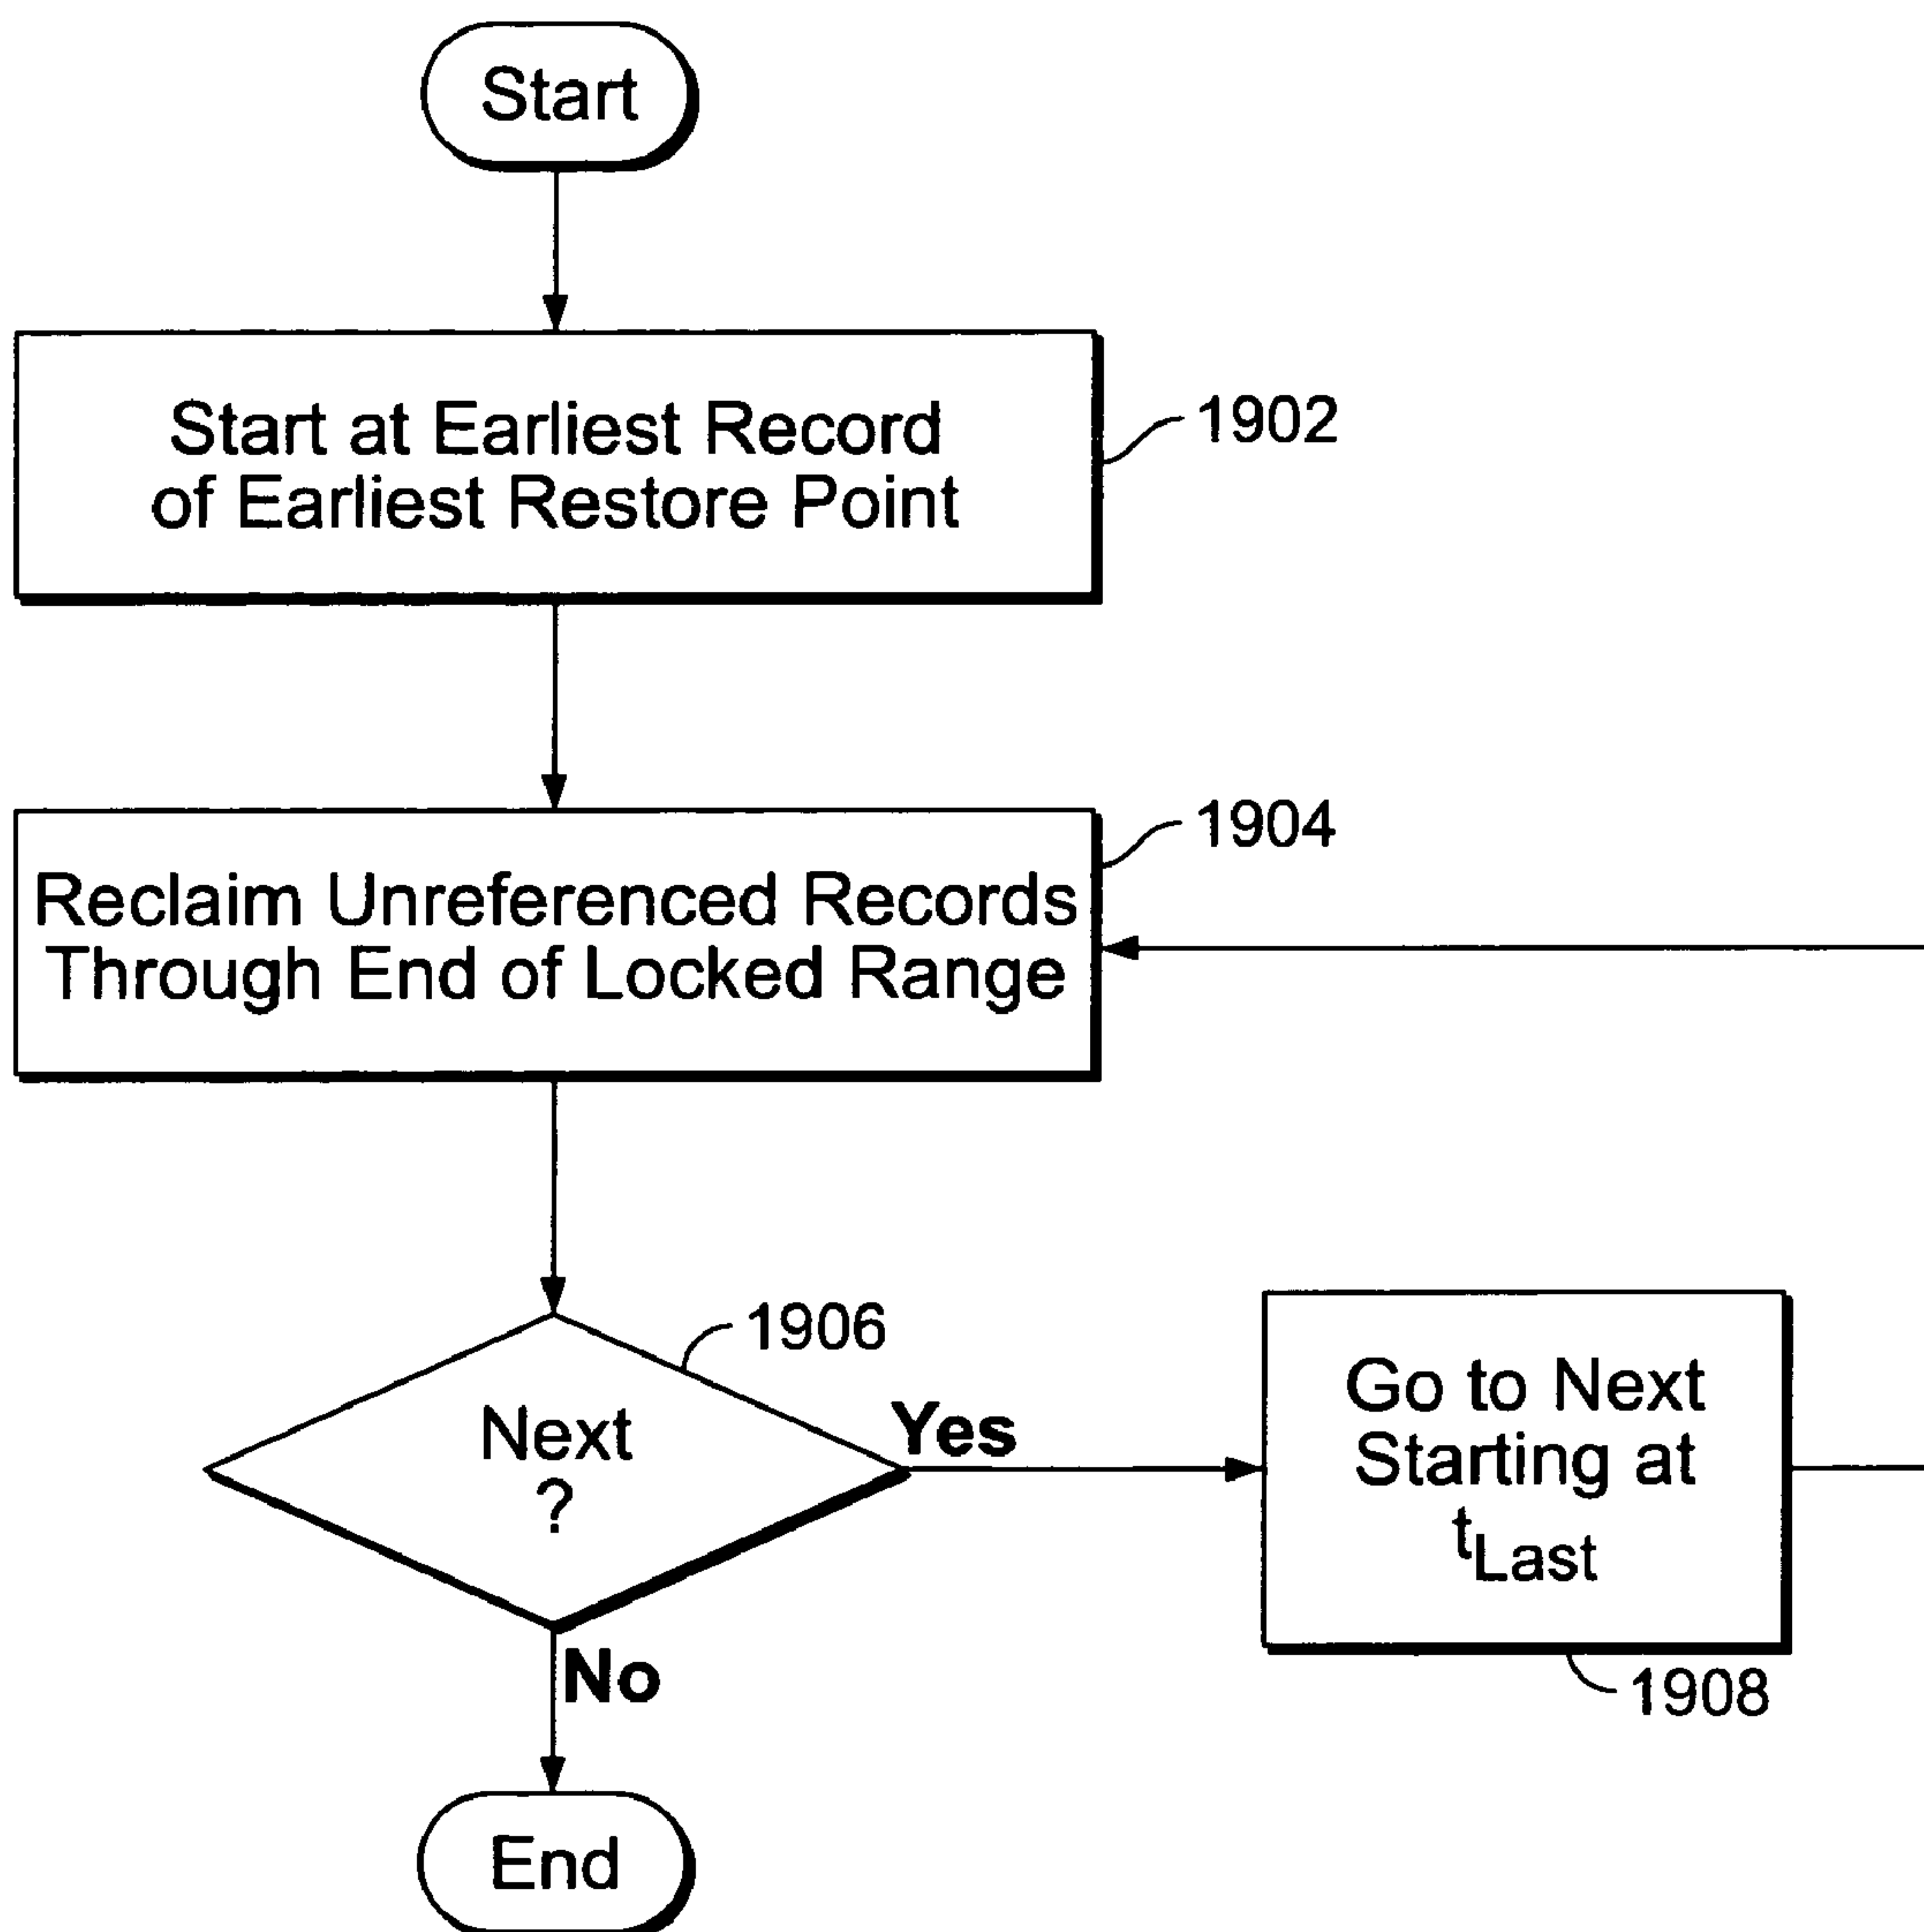 Start
Start at Earliest Record
of Earliest Restore Point
1902
Reclaim Unreferenced Records
Through End of Locked Range
1904
Next
?
1906
Yes
No
Go to Next
Starting at
tLast
1908
End